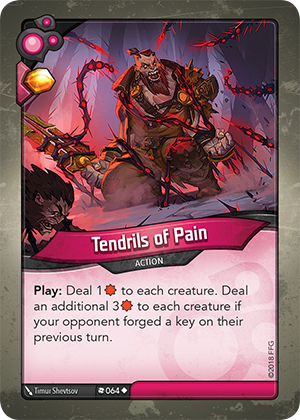 Tendrils of Pain
ACTION
Play: Deal 1 to each creature. Deal
an additional 3 to each creature if
your opponent forged a key on their
previous turn.
©2018 FFG
Timur Shevtsov
064